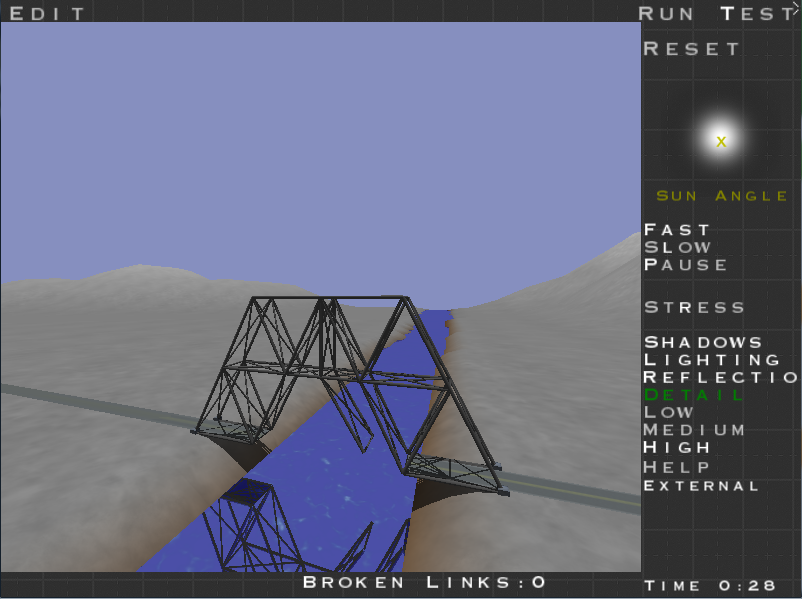 EDIT
RUN TEST
RESET
X
SUN ANGLE
FAST
SLOW
PAUSE
STRESS
SHADOWS
LIGHTING
REFLECTIO
DETAIL
LOW
MEDIUM
HIGH
HELP
EXTERNAL
BROKEN LINKS:0
TIME 0:28